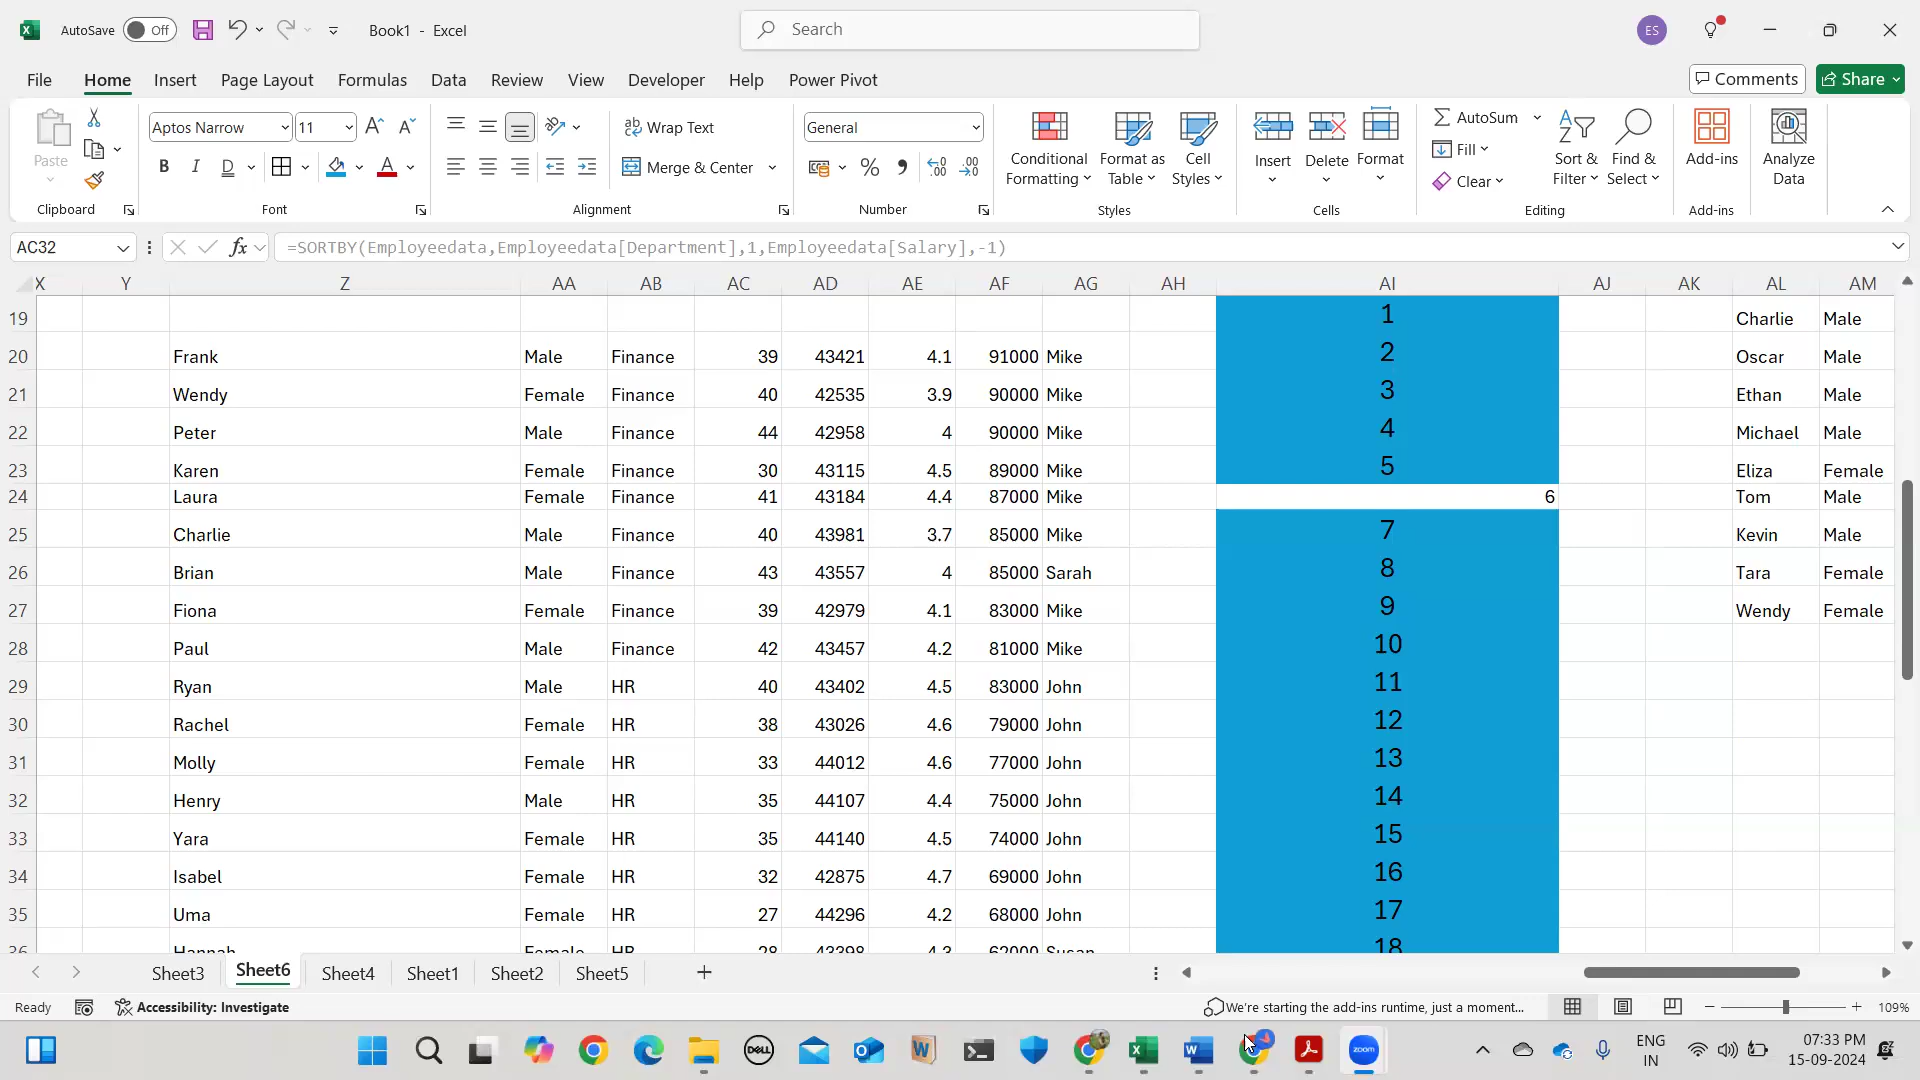 AutoSave Off Book1 - Excel Search ES
File Home Insert Page Layout Formulas Data Review View Developer Help Power Pivot Comments Share
Paste Aptos Narrow 11 B I D Wrap Text Merge & Center General Conditional Formatting Format as Table Cell Styles Insert Delete Format AutoSum Fill Clear Sort & Filter Find & Select Add-ins Analyze Data
Clipboard Font Alignment Number Styles Cells Editing Add-ins
AC32 fx =SORTBY(Employeedata,Employeedata[Department],1,Employeedata[Salary],-1)
X Y Z AA AB AC AD AE AF AG AH AI AJ AK AL AM
19 1 Charlie Male
20 Frank Male Finance 39 43421 4.1 91000 Mike 2 Oscar Male
21 Wendy Female Finance 40 42535 3.9 90000 Mike 3 Ethan Male
22 Peter Male Finance 44 42958 4 90000 Mike 4 Michael Male
23 Karen Female Finance 30 43115 4.5 89000 Mike 5 Eliza Female
24 Laura Female Finance 41 43184 4.4 87000 Mike 6 Tom Male
25 Charlie Male Finance 40 43981 3.7 85000 Mike 7 Kevin Male
26 Brian Male Finance 43 43557 4 85000 Sarah 8 Tara Female
27 Fiona Female Finance 39 42979 4.1 83000 Mike 9 Wendy Female
28 Paul Male Finance 42 43457 4.2 81000 Mike 10
29 Ryan Male HR 40 43402 4.5 83000 John 11
30 Rachel Female HR 38 43026 4.6 79000 John 12
31 Molly Female HR 33 44012 4.6 77000 John 13
32 Henry Male HR 35 44107 4.4 75000 John 14
33 Yara Female HR 35 44140 4.5 74000 John 15
34 Isabel Female HR 32 42875 4.7 69000 John 16
35 Uma Female HR 27 44296 4.2 68000 John 17
36 Hannah Female HR 28 43398 4.3 62000 Susan 18
Sheet3 Sheet6 Sheet4 Sheet1 Sheet2 Sheet5
Ready Accessibility: Investigate We're starting the add-ins runtime, just a moment... 109%
DELL W zoom ENG IN 07:33 PM 15-09-2024